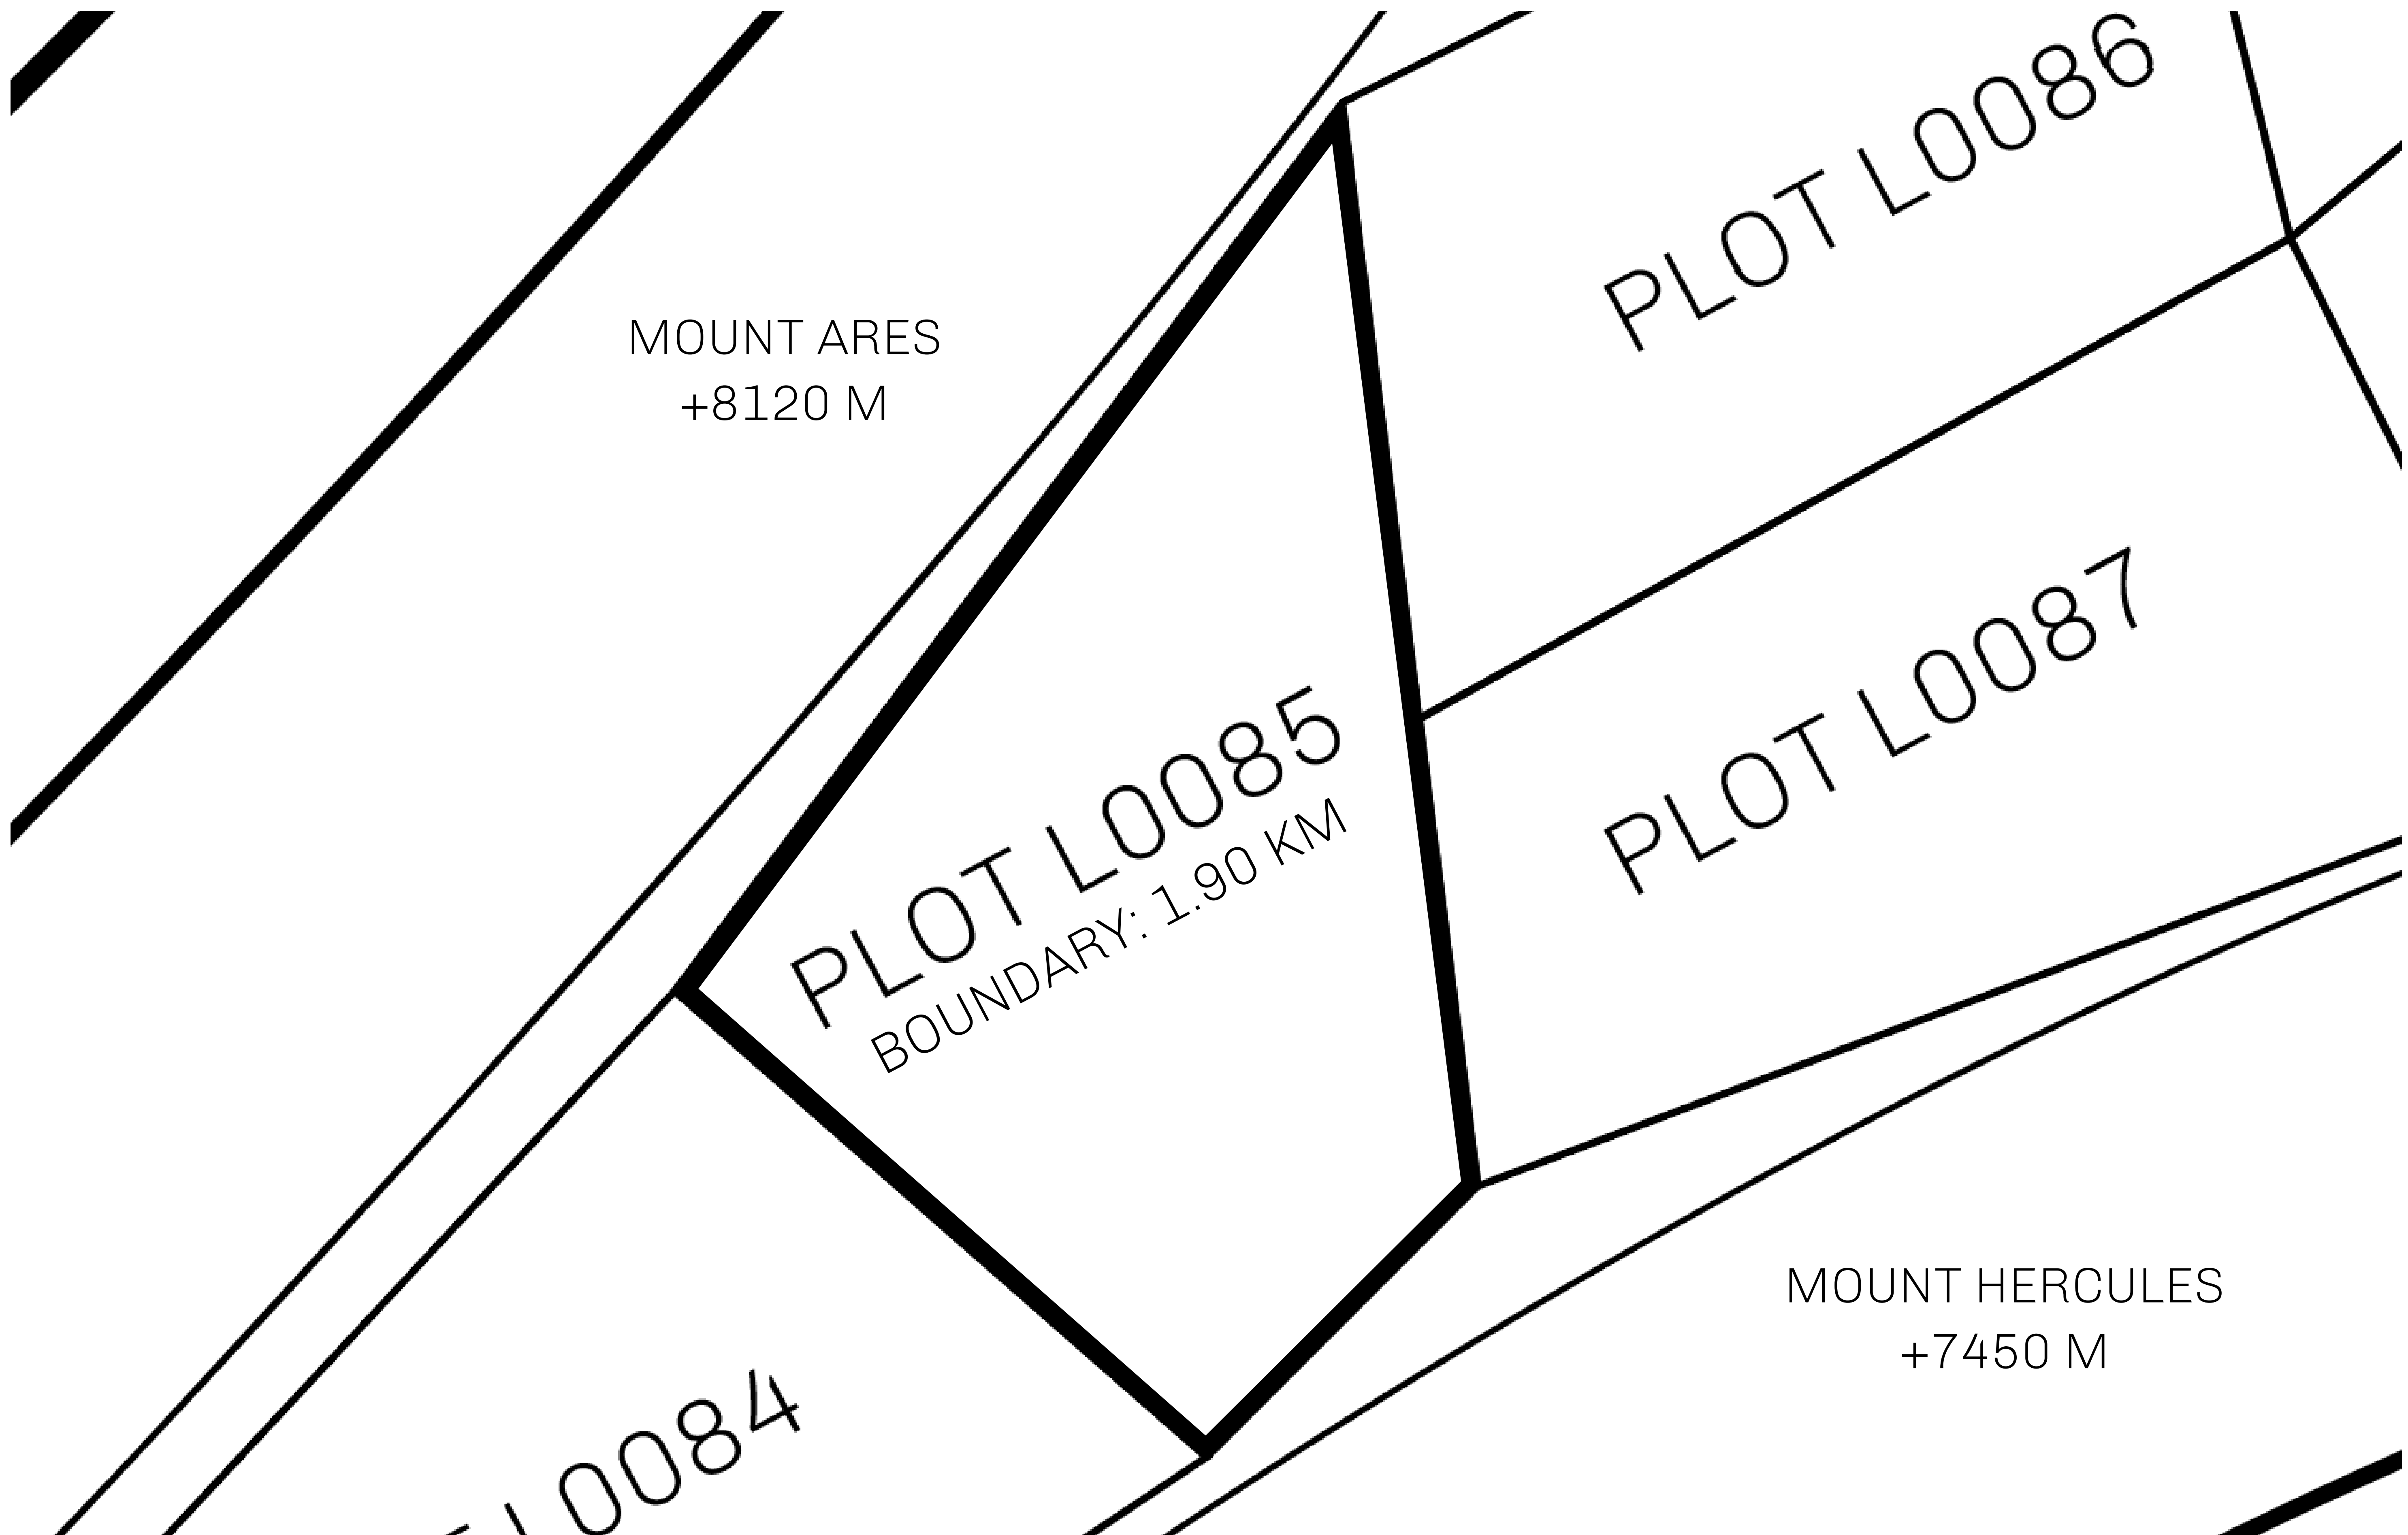 PLOT L0086
MOUNT ARES
+8120 M
PLOT L0087
PLOT L0085
BOUNDARY: 1.90 KM
MOUNT HERCULES
+7450 M
L0084